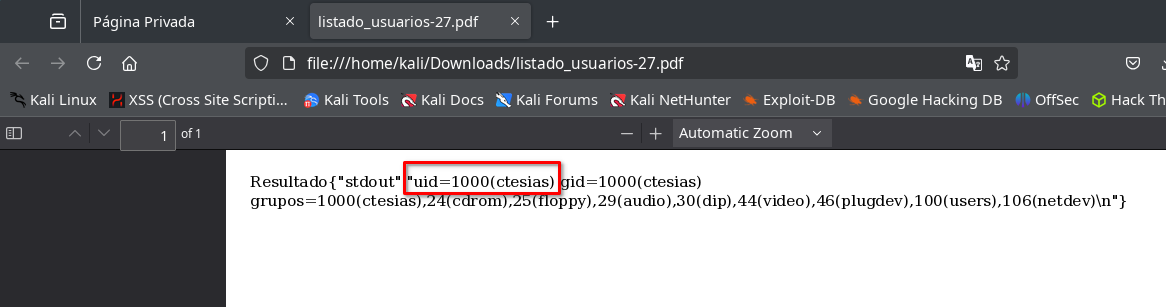 Página Privada
listado_usuarios-27.pdf
file:///home/kali/Downloads/listado_usuarios-27.pdf
Kali Linux XSS (Cross Site Scripti... Kali Tools Kali Docs Kali Forums Kali NetHunter Exploit-DB Google Hacking DB OffSec Hack Th
1 of 1 Automatic Zoom
Resultado{"stdout" "uid=1000(ctesias) gid=1000(ctesias)
grupos=1000(ctesias),24(cdrom),25(floppy),29(audio),30(dip),44(video),46(plugdev),100(users),106(netdev)\n"}